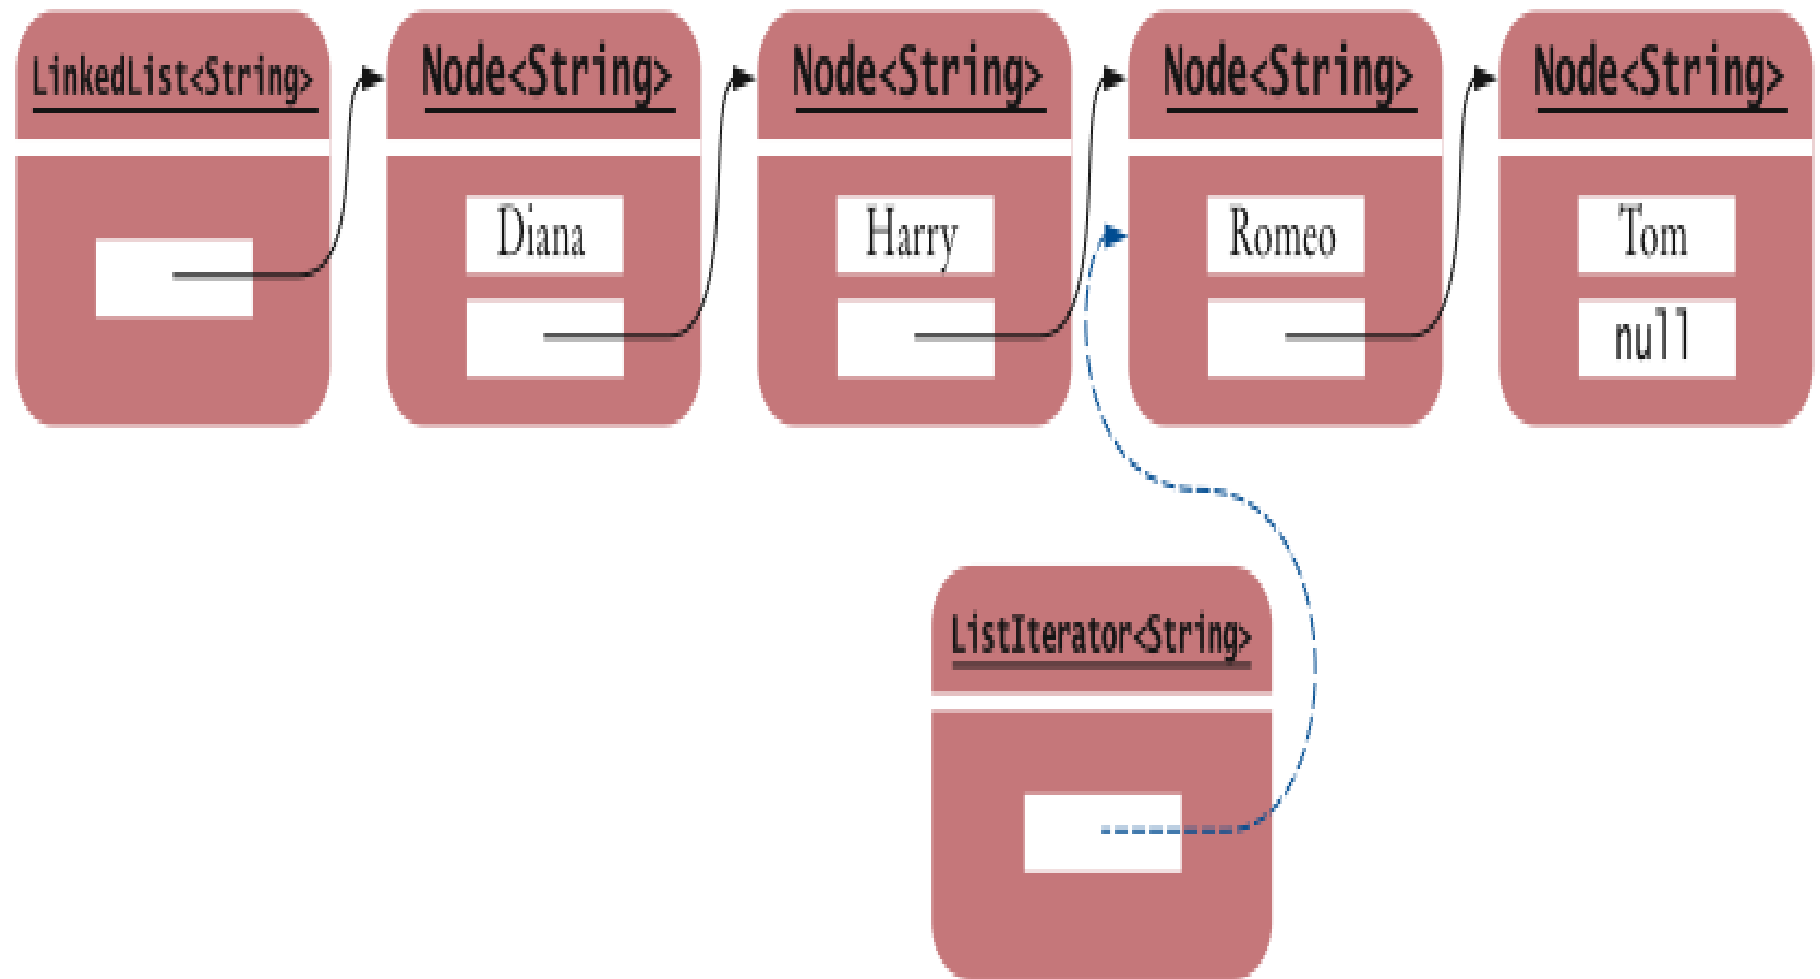 LinkedList<String>
Node<String>
Node<String>
Node<String>
Node<String>
Diana
Harry
Romeo
Tom
null
ListIterator<String>